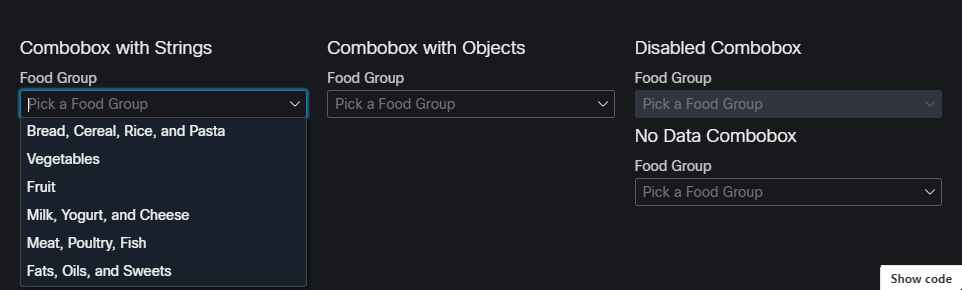 Combobox with Strings
Food Group
Pick a Food Group
Bread, Cereal, Rice, and Pasta
Vegetables
Fruit
Milk, Yogurt, and Cheese
Meat, Poultry, Fish
Fats, Oils, and Sweets
Combobox with Objects
Food Group
Pick a Food Group
Disabled Combobox
Food Group
Pick a Food Group
No Data Combobox
Food Group
Pick a Food Group
Show code